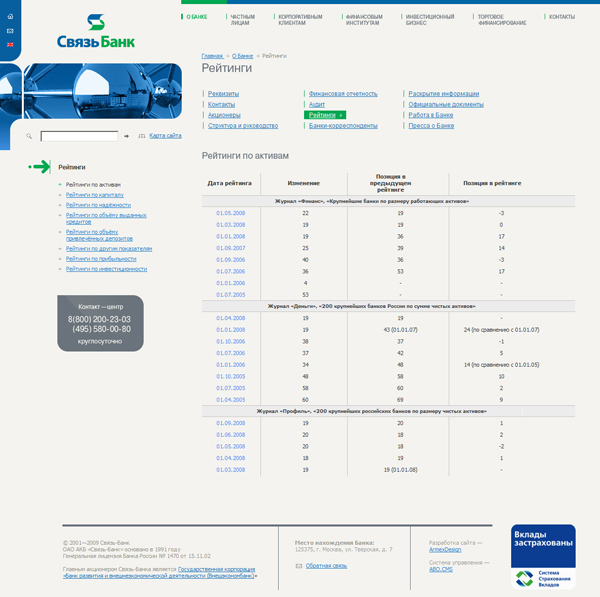 О БАНКЕ
ЧАСТНЫМ ЛИЦАМ
КОРПОРАТИВНЫМ КЛИЕНТАМ
ФИНАНСОВЫМ ИНСТИТУТАМ
ИНВЕСТИЦИОННЫЙ БИЗНЕС
ТОРГОВОЕ ФИНАНСИРОВАНИЕ
КОНТАКТЫ
СвязьБанк
Главная → О Банке → Рейтинги
Рейтинги
Реквизиты Финансовая отчетность Раскрытие информации
Контакты Аудит Официальные документы
Акционеры Рейтинги Работа в Банке
Структура и руководство Банки-корреспонденты Пресса о Банке
Карта сайта
Рейтинги
Рейтинги по активам
Рейтинги по капиталу
Рейтинги по надёжности
Рейтинги по объёму выданных
кредитов
Рейтинги по объёму
привлечённых депозитов
Рейтинги по другим показателям
Рейтинги по прибыльности
Рейтинги по инвестиционности
Контакт—центр
8(800) 200-23-03
(495) 580-00-80
круглосуточно
Рейтинги по активам
Дата рейтинга Изменение Позиция в предыдущем рейтинге Позиция в рейтинге
Журнал «Финанс», «Крупнейшие банки по размеру работающих активов»
01.05.2008 22 19 -3
01.03.2008 19 19 0
01.01.2008 19 36 17
01.09.2007 25 39 14
01.09.2006 40 36 -3
01.07.2006 36 53 17
01.01.2006 4 - -
01.07.2005 53 - -
Журнал «Деньги», «200 крупнейших банков России по сумме чистых активов»
01.04.2008 19 19 -
01.01.2008 19 43 (01.01.07) 24 (по сравнению с 01.01.07)
01.10.2006 38 37 -1
01.07.2006 37 42 5
01.01.2006 34 48 14 (по сравнению с 01.01.05)
01.10.2005 48 58 10
01.07.2005 58 60 2
01.04.2005 60 69 9
Журнал «Профиль», «200 крупнейших российских банков по размеру чистых активов»
01.09.2008 19 20 1
01.06.2008 20 18 2
01.05.2008 20 18 -2
01.04.2008 18 19 1
01.03.2008 19 19 (01.01.08) -
© 2001—2009 Связь-Банк
ОАО АКБ «Связь-Банк» основано в 1991 году
Генеральная лицензия Банка России № 1470 от 15.11.02
Главным акционером Связь-Банка является Государственная корпорация
«Банк развития и внешнеэкономической деятельности (Внешэкономбанк)»
Место нахождения Банка:
125375, г. Москва, ул. Тверская, д. 7
Обратная связь
Разработка сайта —
ArmexDesign
Система управления —
ABO.CMS
Вклады
застрахованы
Система
Страхования
Вкладов